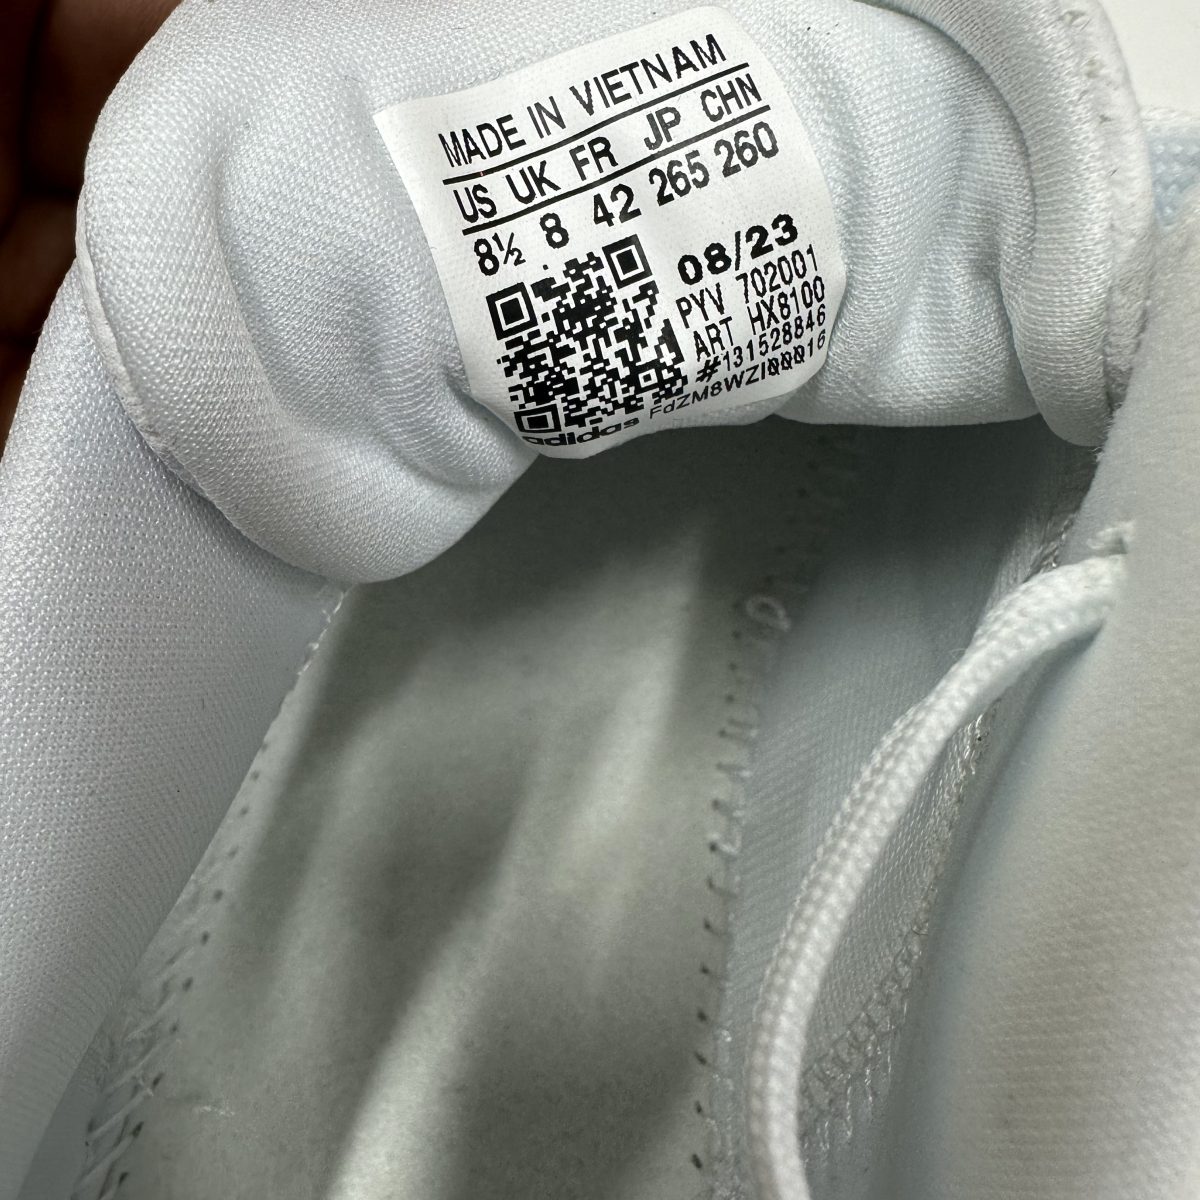 MADE IN VIETNAM
US UK FR JP CHN
8½ 8 42 265 260
08/23
PYV 702001
ART HX8100
#131528846
FdZM8WZI00016
adidas